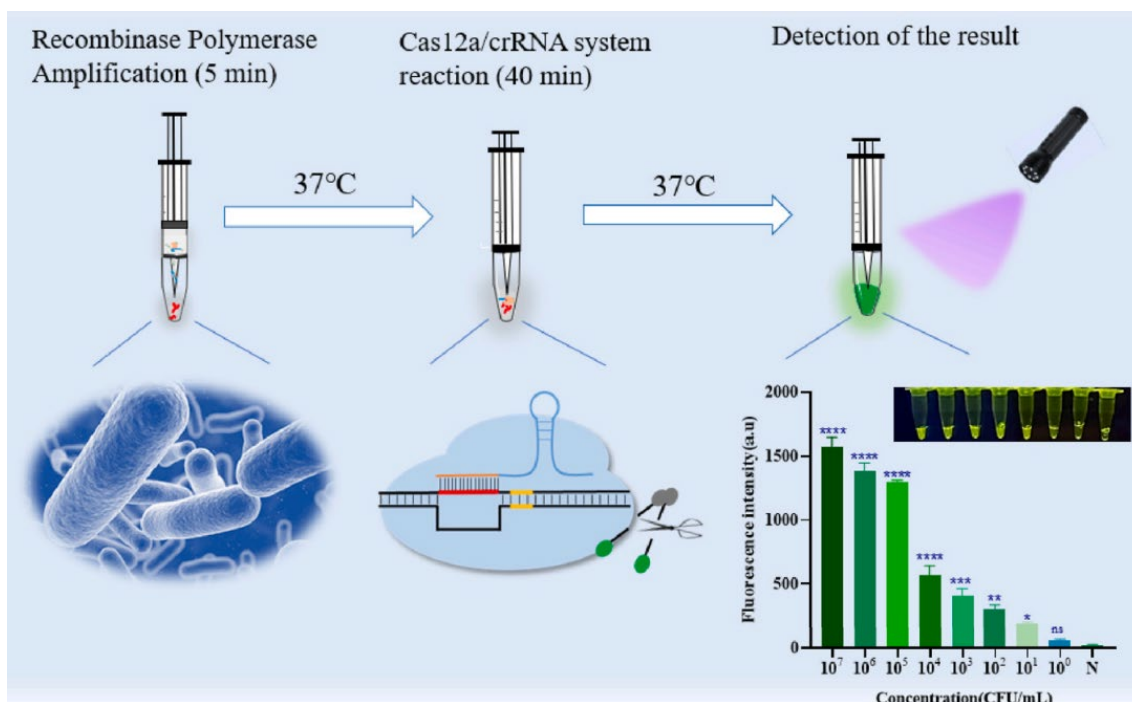 Recombinase Polymerase
Amplification (5 min)
Cas12a/crRNA system
reaction (40 min)
Detection of the result
37°C
37°C
2000
1500
1000
500
0
Fluorescence intensity(a.u)
****
****
****
****
***
**
*
ns
10⁷ 10⁶ 10⁵ 10⁴ 10³ 10² 10¹ 10⁰ N
Concentration(CFU/mL)